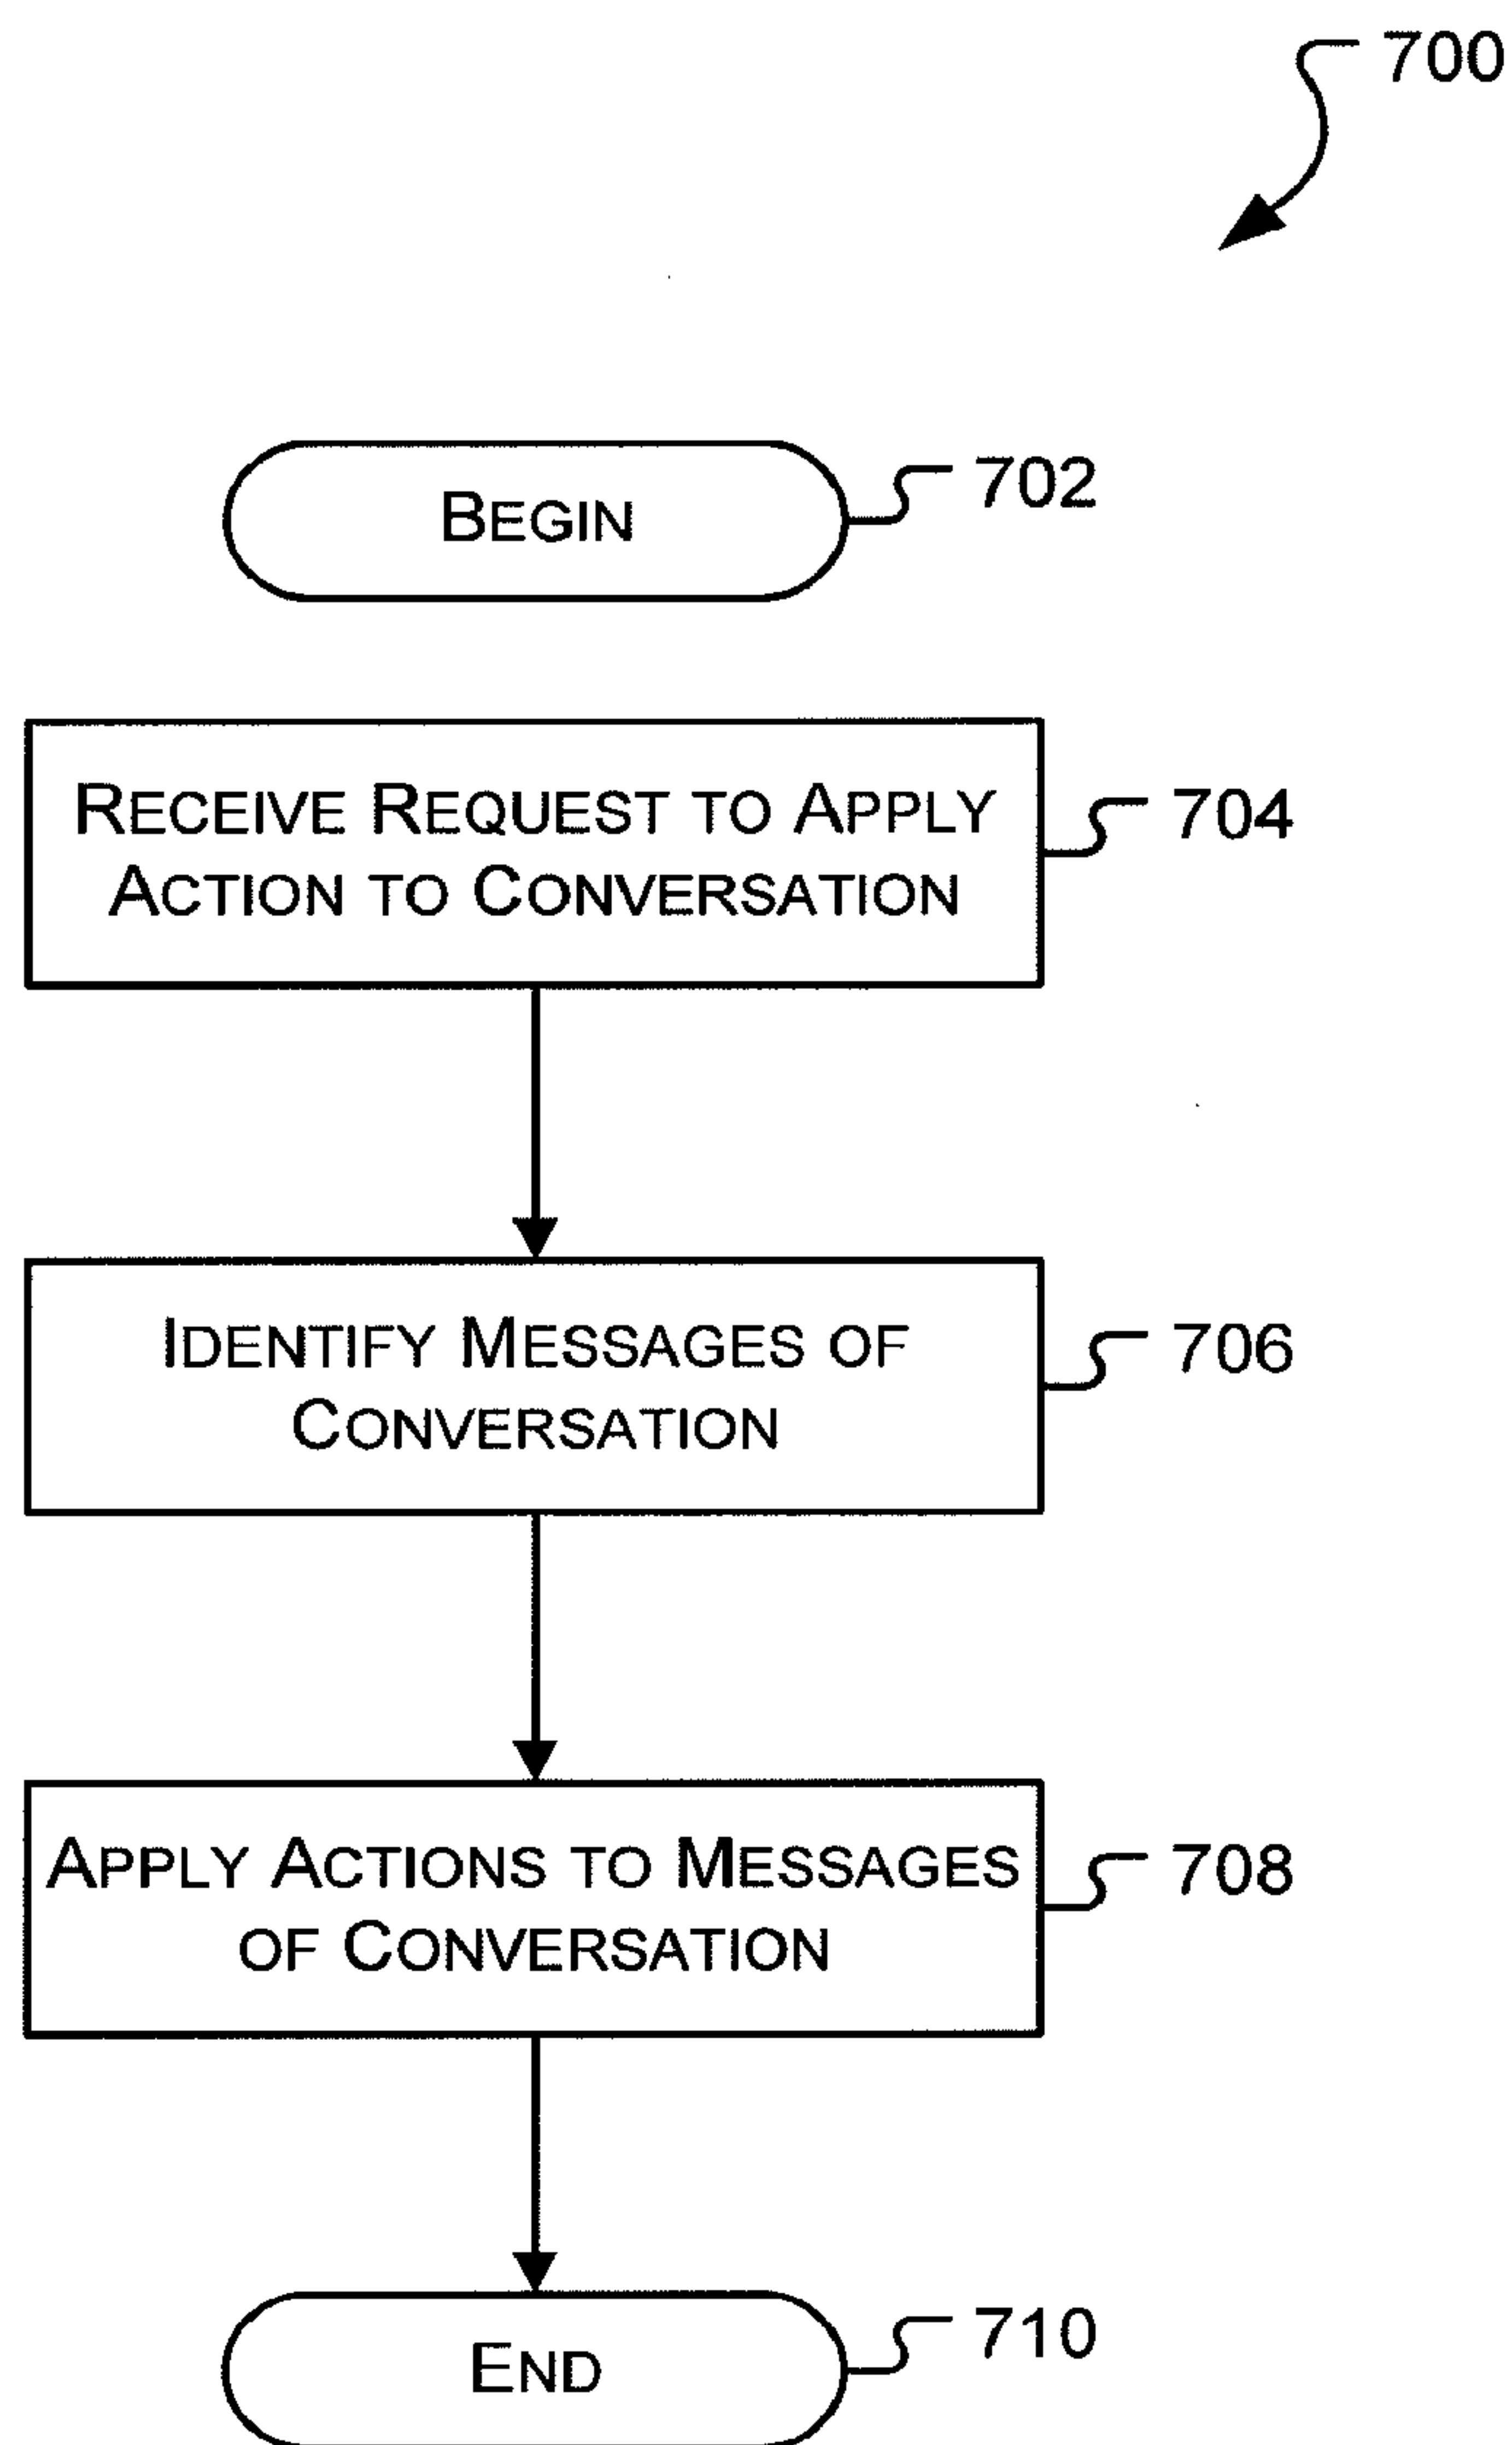 700
BEGIN
702
RECEIVE REQUEST TO APPLY
ACTION TO CONVERSATION
704
IDENTIFY MESSAGES OF
CONVERSATION
706
APPLY ACTIONS TO MESSAGES
OF CONVERSATION
708
END
710